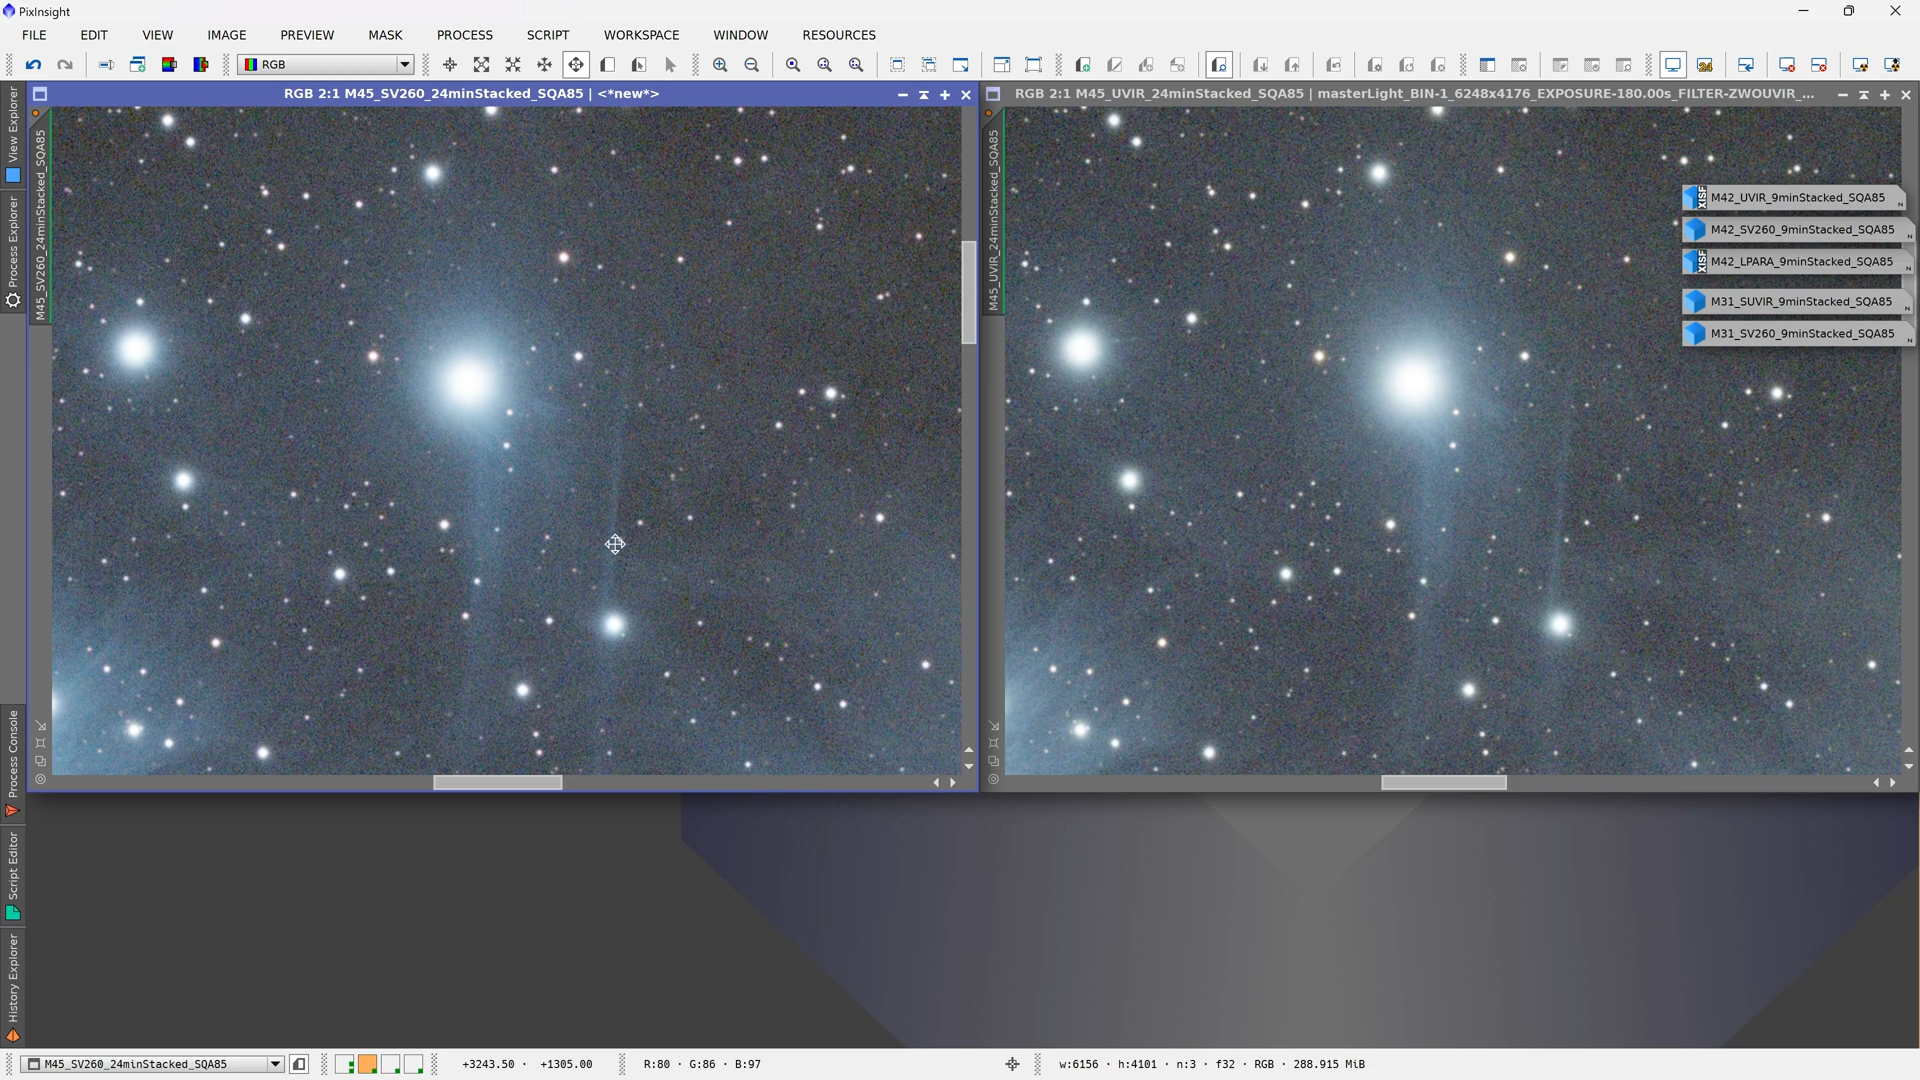 PixInsight
FILE EDIT VIEW IMAGE PREVIEW MASK PROCESS SCRIPT WORKSPACE WINDOW RESOURCES
RGB
RGB 2:1 M45_SV260_24minStacked_SQA85 | <*new*>
RGB 2:1 M45_UVIR_24minStacked_SQA85 | masterLight_BIN-1_6248x4176_EXPOSURE-180.00s_FILTER-ZWOUVIR_...
View Explorer
Process Explorer
Process Console
Script Editor
History Explorer
M45_SV260_24minStacked_SQA85
M45_UVIR_24minStacked_SQA85
XISF M42_UVIR_9minStacked_SQA85 N
M42_SV260_9minStacked_SQA85 N
XISF M42_LPARA_9minStacked_SQA85 N
M31_SUVIR_9minStacked_SQA85 N
M31_SV260_9minStacked_SQA85 N
M45_SV260_24minStacked_SQA85
+3243.50 · +1305.00
R:80 · G:86 · B:97
w:6156 · h:4101 · n:3 · f32 · RGB · 288.915 MiB